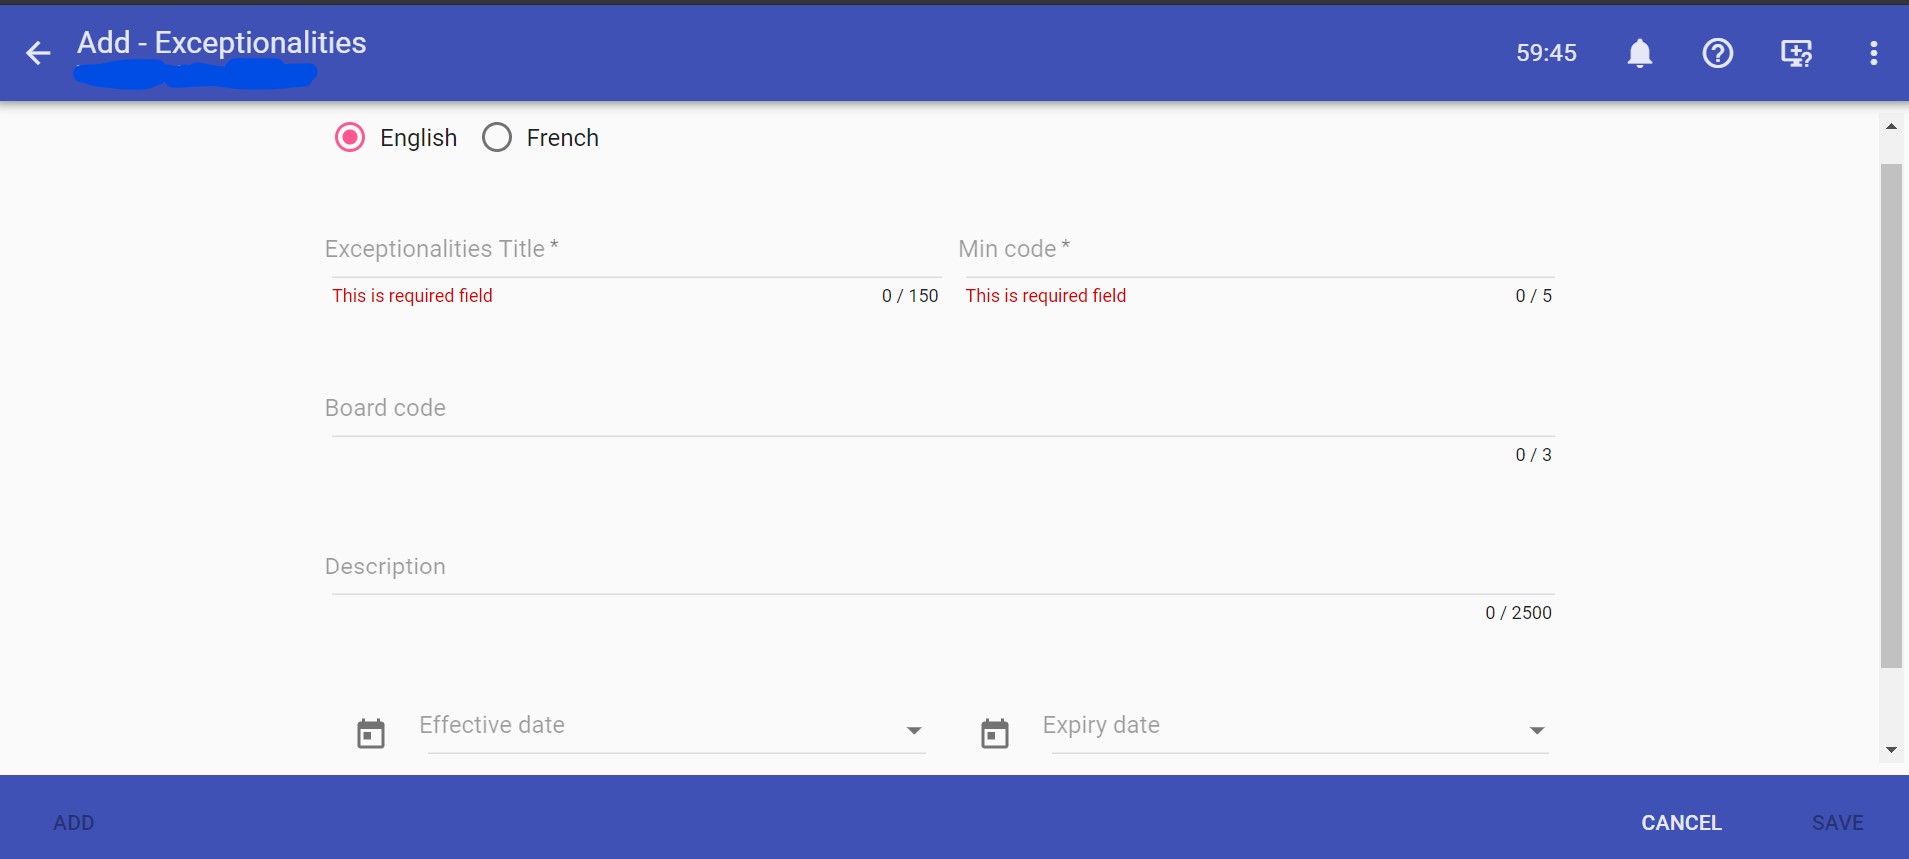 Add - Exceptionalities
59:45
English French
Exceptionalities Title * Min code *
This is required field 0 / 150 This is required field 0 / 5
Board code
0 / 3
Description
0 / 2500
Effective date Expiry date
ADD CANCEL SAVE